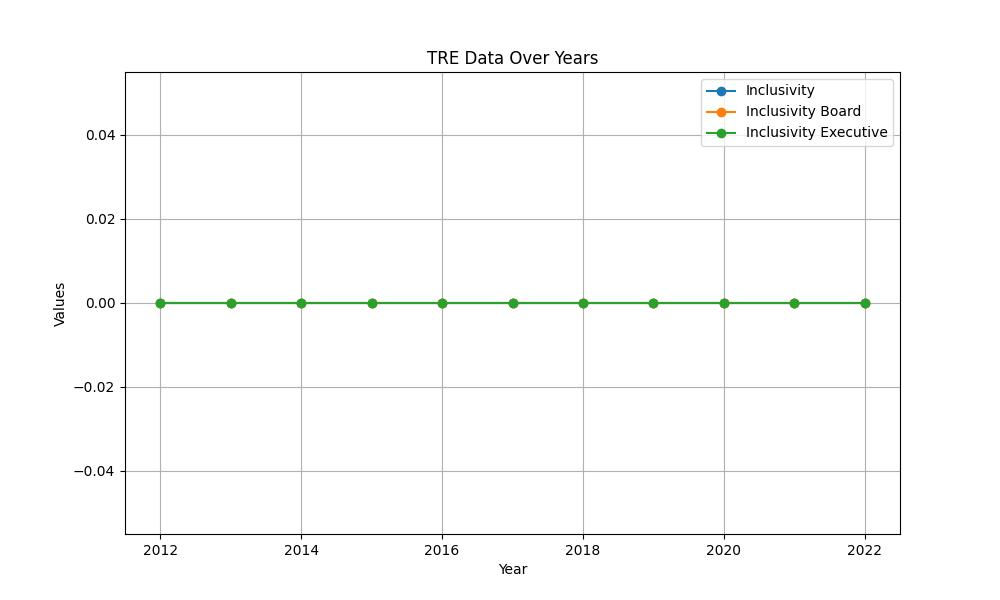 TRE Data Over Years
Inclusivity
Inclusivity Board
Inclusivity Executive
0.04
0.02
0.00
−0.02
−0.04
Values
2012 2014 2016 2018 2020 2022
Year